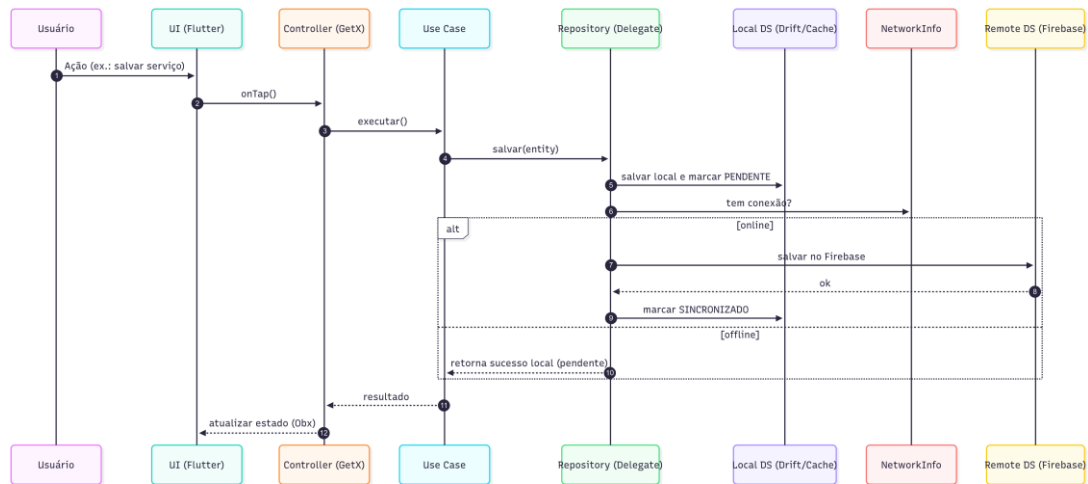 Usuário
UI (Flutter)
Controller (GetX)
Use Case
Repository (Delegate)
Local DS (Drift/Cache)
NetworkInfo
Remote DS (Firebase)
1
Ação (ex.: salvar serviço)
2
onTap()
3
executar()
4
salvar(entity)
5
salvar local e marcar PENDENTE
6
tem conexão?
alt
[online]
7
salvar no Firebase
8
ok
9
marcar SINCRONIZADO
[offline]
10
retorna sucesso local (pendente)
11
resultado
12
atualizar estado (Obx)
Usuário
UI (Flutter)
Controller (GetX)
Use Case
Repository (Delegate)
Local DS (Drift/Cache)
NetworkInfo
Remote DS (Firebase)